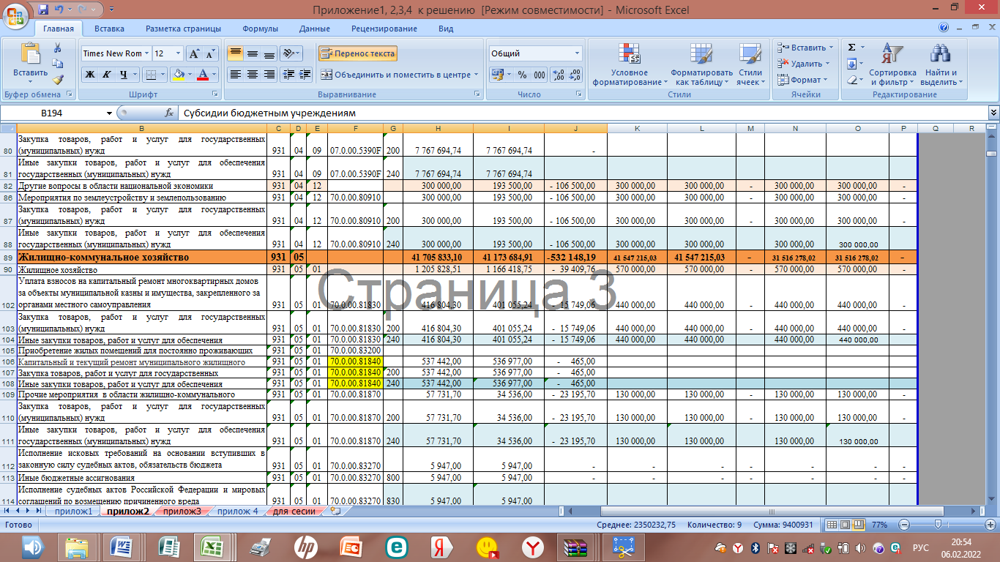 Приложение1, 2,3,4 к решению [Режим совместимости] - Microsoft Excel
Главная Вставка Разметка страницы Формулы Данные Рецензирование Вид
Вставить Times New Rom 12 Перенос текста Общий Условное форматирование Форматировать как таблицу Стили ячеек Вставить Удалить Формат Сортировка и фильтр Найти и выделить
Ж К Ч Объединить и поместить в центре % 000
Буфер обмена Шрифт Выравнивание Число Стили Ячейки Редактирование
B194 fx Субсидии бюджетным учреждениям
B C D E F G H I J K L M N O P Q R
Закупка товаров, работ и услуг для государственных
80 (муниципальных) нужд 931 04 09 07.0.00.5390F 200 7 767 694,74 7 767 694,74 -
Иные закупки товаров, работ и услуг для обеспечения
81 государственных (муниципальных) нужд 931 04 09 07.0.00.5390F 240 7 767 694,74 7 767 694,74
82 Другие вопросы в области национальной экономики 931 04 12 300 000,00 193 500,00 - 106 500,00 300 000,00 300 000,00 - 300 000,00 300 000,00 -
86 Мероприятия по землеустройству и землепользованию 931 04 12 70.0.00.80910 300 000,00 193 500,00 - 106 500,00 300 000,00 300 000,00 - 300 000,00 300 000,00 -
Закупка товаров, работ и услуг для государственных
87 (муниципальных) нужд 931 04 12 70.0.00.80910 200 300 000,00 193 500,00 - 106 500,00 300 000,00 300 000,00 - 300 000,00 300 000,00 -
Иные закупки товаров, работ и услуг для обеспечения
88 государственных (муниципальных) нужд 931 04 12 70.0.00.80910 240 300 000,00 193 500,00 - 106 500,00 300 000,00 300 000,00 - 300 000,00 300 000,00 -
89 Жилищно-коммунальное хозяйство 931 05 41 705 833,10 41 173 684,91 -532 148,19 41 547 215,03 41 547 215,03 - 31 516 278,02 31 516 278,02 -
90 Жилищное хозяйство 931 05 01 1 205 828,51 1 166 418,75 - 39 409,76 570 000,00 570 000,00 - 570 000,00 570 000,00 -
Страница 3
Уплата взносов на капитальный ремонт многоквартирных домов
за объекты муниципальной казны и имущества, закрепленного за
102 органами местного самоуправления 931 05 01 70.0.00.81830 416 804,30 401 055,24 - 15 749,06 440 000,00 440 000,00 - 440 000,00 440 000,00 -
Закупка товаров, работ и услуг для государственных
103 (муниципальных) нужд 931 05 01 70.0.00.81830 200 416 804,30 401 055,24 - 15 749,06 440 000,00 440 000,00 - 440 000,00 440 000,00 -
104 Иные закупки товаров, работ и услуг для обеспечения 931 05 01 70.0.00.81830 240 416 804,30 401 055,24 - 15 749,06 440 000,00 440 000,00 - 440 000,00 440 000,00 -
105 Приобретение жилых помещений для постоянно проживающих 931 05 01 70.0.00.83200
106 Капитальный и текущий ремонт муниципального жилищного 931 05 01 70.0.00.81840 537 442,00 536 977,00 - 465,00
107 Закупка товаров, работ и услуг для государственных 931 05 01 70.0.00.81840 200 537 442,00 536 977,00 - 465,00
108 Иные закупки товаров, работ и услуг для обеспечения 931 05 01 70.0.00.81840 240 537 442,00 536 977,00 - 465,00
109 Прочие мероприятия в области жилищно-коммунального 931 05 01 70.0.00.81870 57 731,70 34 536,00 - 23 195,70 130 000,00 130 000,00 - 130 000,00 130 000,00 -
Закупка товаров, работ и услуг для государственных
110 (муниципальных) нужд 931 05 01 70.0.00.81870 200 57 731,70 34 536,00 - 23 195,70 130 000,00 130 000,00 - 130 000,00 130 000,00 -
Иные закупки товаров, работ и услуг для обеспечения
111 государственных (муниципальных) нужд 931 05 01 70.0.00.81870 240 57 731,70 34 536,00 - 23 195,70 130 000,00 130 000,00 - 130 000,00 130 000,00 -
Исполнение исковых требований на основании вступивших в
112 законную силу судебных актов, обязательств бюджета 931 05 01 70.0.00.83270 5 947,00 5 947,00 - - - - - - -
113 Иные бюджетные ассигнования 931 05 01 70.0.00.83270 800 5 947,00 5 947,00 - - - - - - -
Исполнение судебных актов Российской Федерации и мировых
114 соглашений по возмещению причиненного вреда 931 05 01 70.0.00.83270 830 5 947,00 5 947,00
прилож1 прилож2 прилож3 прилож 4 для сесии
Готово Среднее: 2350232,75 Количество: 9 Сумма: 9400931 77%
РУС 20:54
06.02.2022